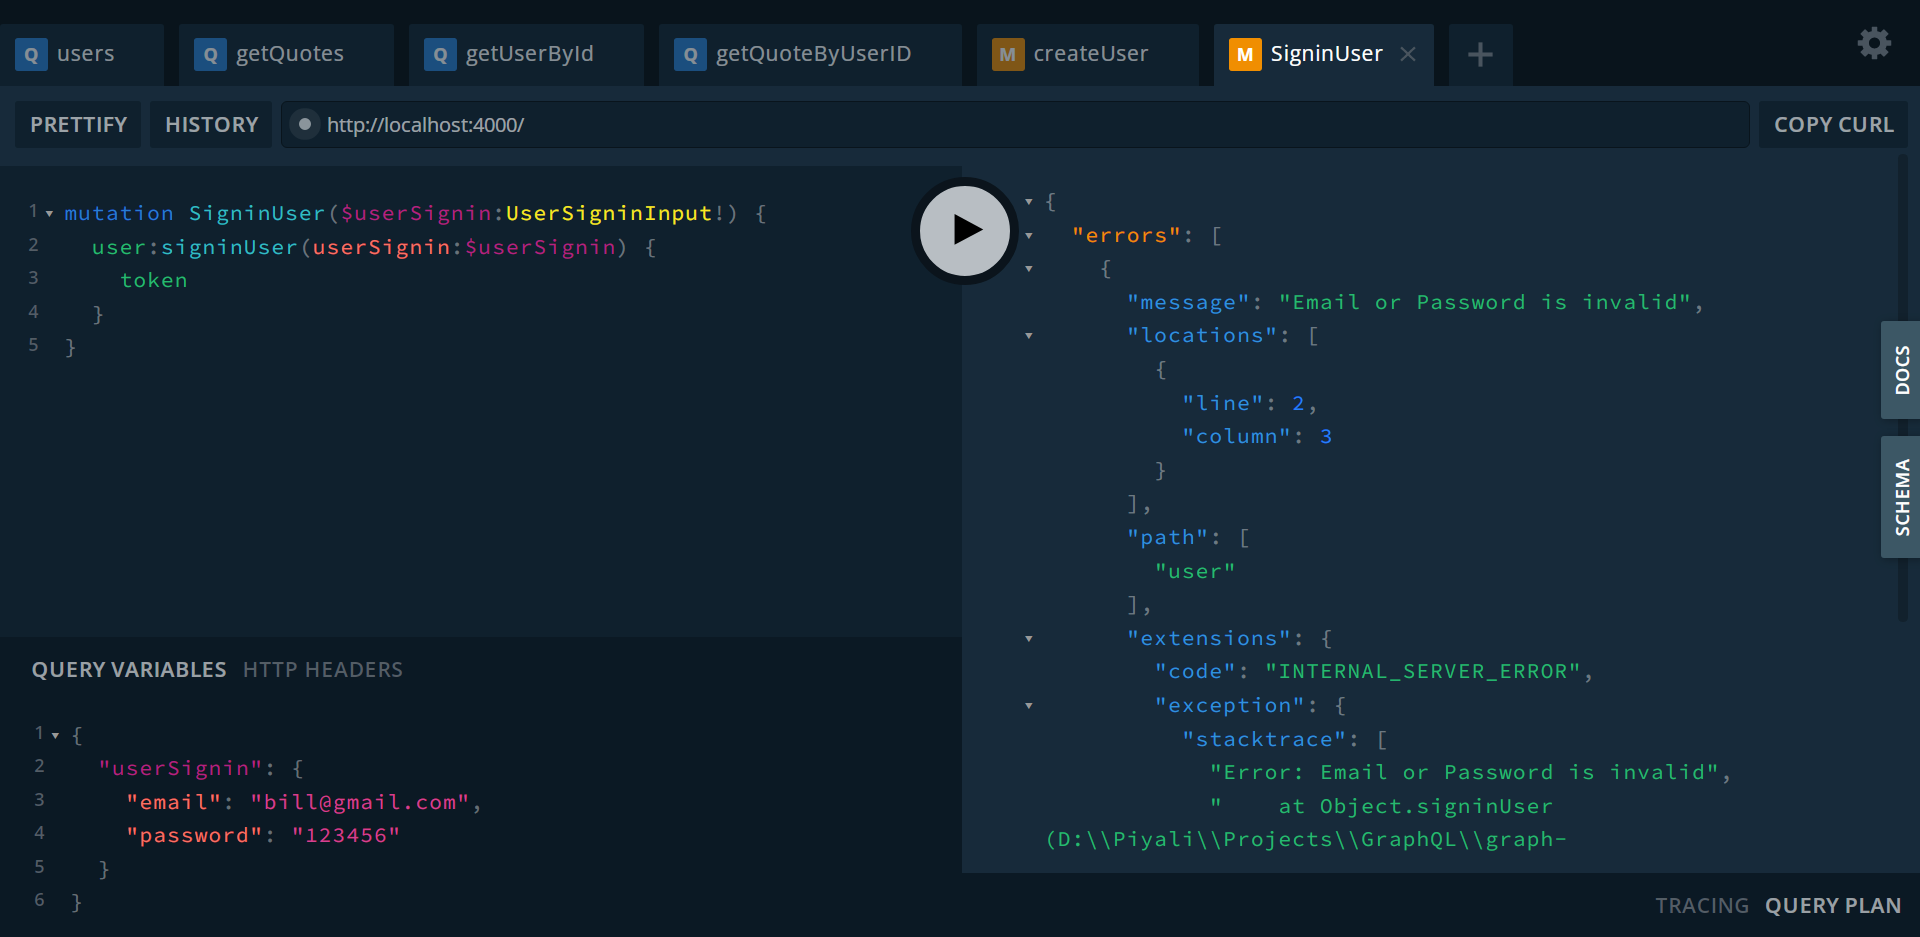 Q users Q getQuotes Q getUserById Q getQuoteByUserID M createUser M SigninUser × +
PRETTIFY HISTORY http://localhost:4000/ COPY CURL
1 mutation SigninUser($userSignin:UserSigninInput!) {
2 user:signinUser(userSignin:$userSignin) {
3 token
4 }
5 }
QUERY VARIABLES HTTP HEADERS
1 {
2 "userSignin": {
3 "email": "bill@gmail.com",
4 "password": "123456"
5 }
6 }
{
"errors": [
{
"message": "Email or Password is invalid",
"locations": [
{
"line": 2,
"column": 3
}
],
"path": [
"user"
],
"extensions": {
"code": "INTERNAL_SERVER_ERROR",
"exception": {
"stacktrace": [
"Error: Email or Password is invalid",
"    at Object.signinUser
(D:\\Piyali\\Projects\\GraphQL\\graph-
DOCS
SCHEMA
TRACING QUERY PLAN